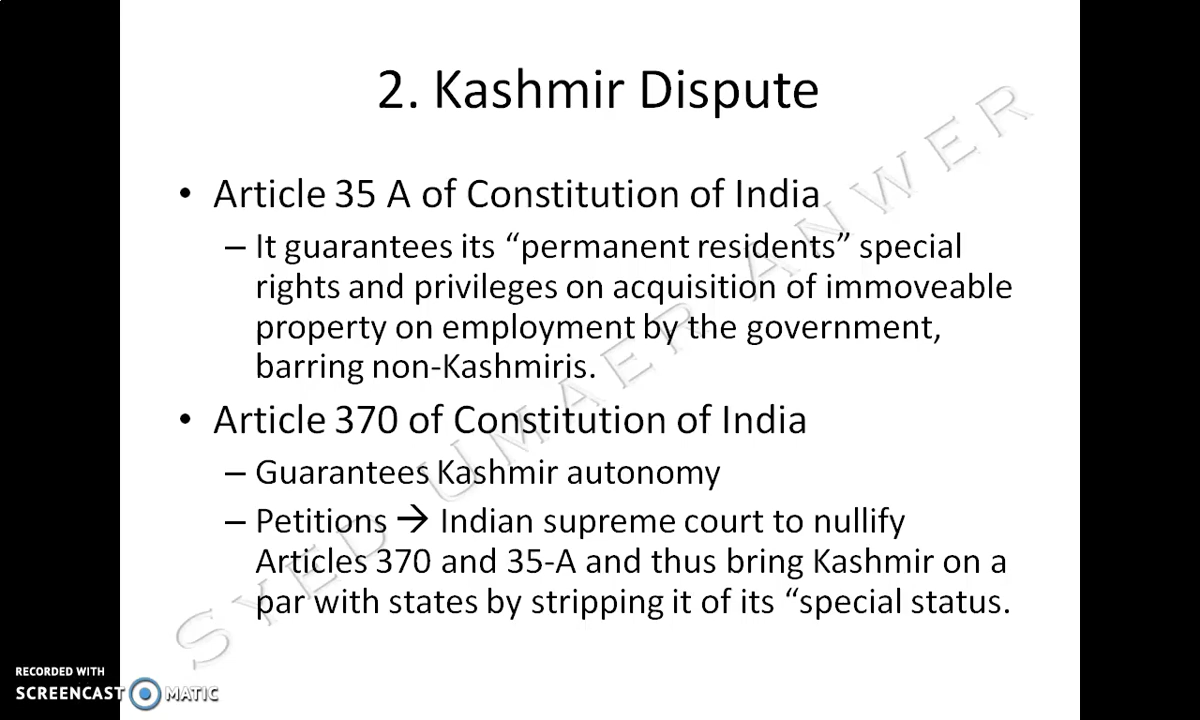 2. Kashmir Dispute
• Article 35 A of Constitution of India
– It guarantees its “permanent residents” special
rights and privileges on acquisition of immoveable
property on employment by the government,
barring non-Kashmiris.
• Article 370 of Constitution of India
– Guarantees Kashmir autonomy
– Petitions → Indian supreme court to nullify
Articles 370 and 35-A and thus bring Kashmir on a
par with states by stripping it of its “special status.
SYED UMAER ANWER
RECORDED WITH
SCREENCAST MATIC